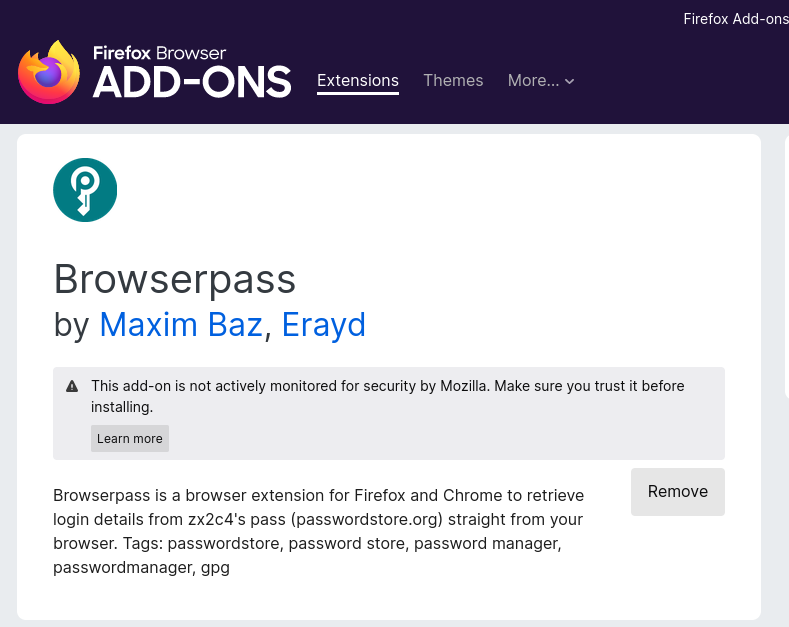 Firefox Add-ons
Firefox Browser
ADD-ONS
Extensions Themes More...
Browserpass
by Maxim Baz, Erayd
This add-on is not actively monitored for security by Mozilla. Make sure you trust it before
installing.
Learn more
Remove
Browserpass is a browser extension for Firefox and Chrome to retrieve
login details from zx2c4's pass (passwordstore.org) straight from your
browser. Tags: passwordstore, password store, password manager,
passwordmanager, gpg